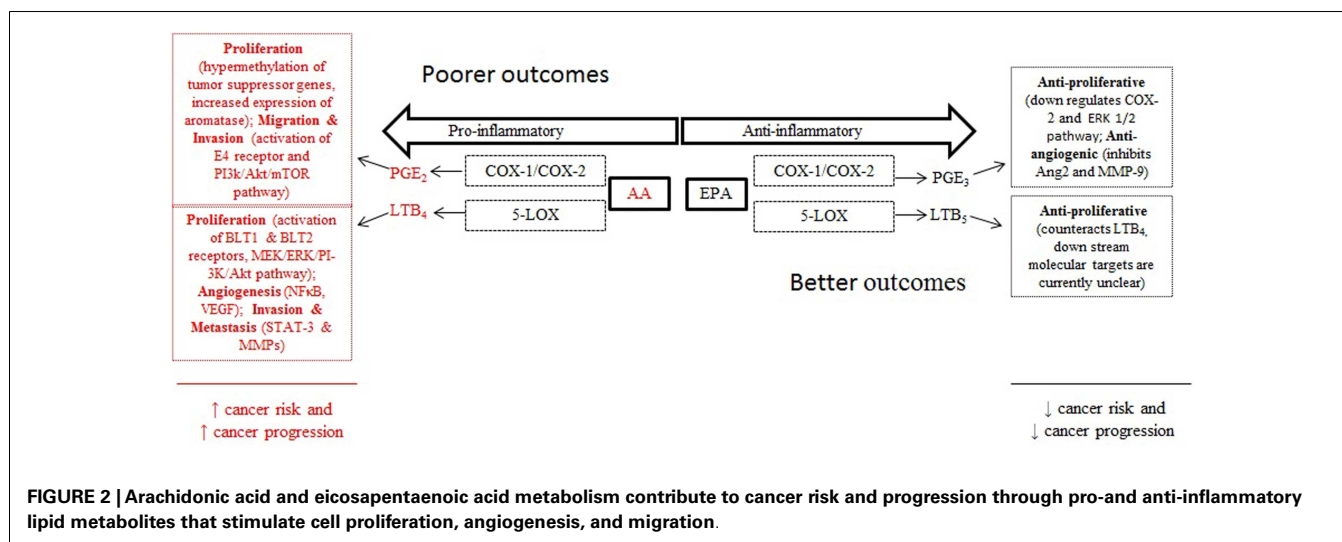 Proliferation
(hypermethylation of
tumor suppressor genes,
increased expression of
aromatase); Migration &
Invasion (activation of
E4 receptor and
PI3k/Akt/mTOR
pathway)
Proliferation (activation
of BLT1 & BLT2
receptors, MEK/ERK/PI-
3K/Akt pathway);
Angiogenesis (NFκB,
VEGF); Invasion &
Metastasis (STAT-3 &
MMPs)
↑ cancer risk and
↑ cancer progression
Poorer outcomes
Pro-inflammatory
Anti-inflammatory
PGE₂
COX-1/COX-2
LTB₄
5-LOX
AA
EPA
COX-1/COX-2
PGE₃
5-LOX
LTB₅
Better outcomes
Anti-proliferative
(down regulates COX-
2 and ERK 1/2
pathway; Anti-
angiogenic (inhibits
Ang2 and MMP-9)
Anti-proliferative
(counteracts LTB₄,
down stream
molecular targets are
currently unclear)
↓ cancer risk and
↓ cancer progression
FIGURE 2 | Arachidonic acid and eicosapentaenoic acid metabolism contribute to cancer risk and progression through pro-and anti-inflammatory
lipid metabolites that stimulate cell proliferation, angiogenesis, and migration.